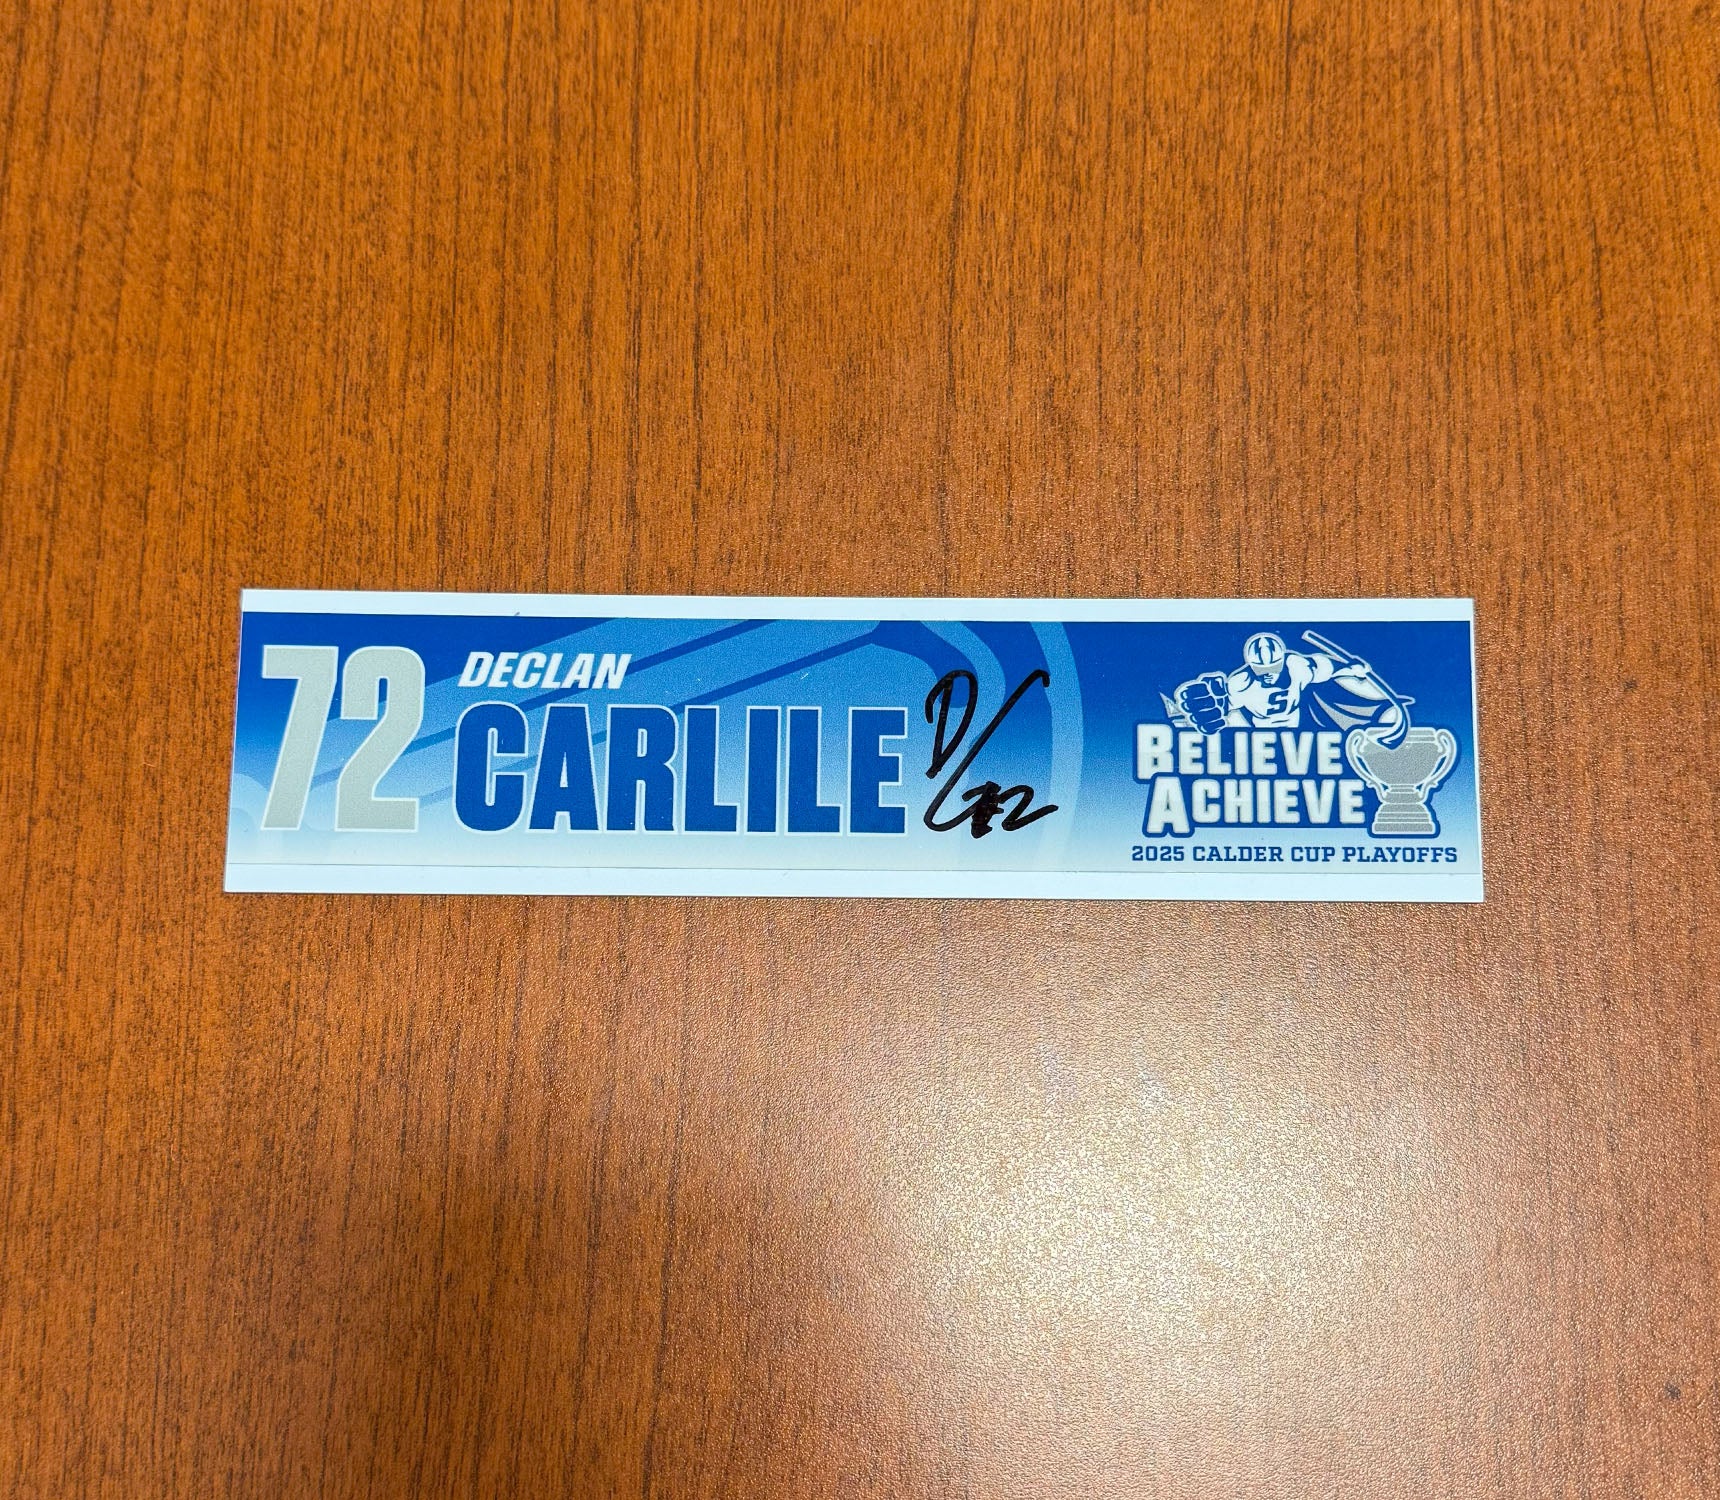 72
DECLAN
CARLILE
S
BELIEVE
ACHIEVE
2025 CALDER CUP PLAYOFFS